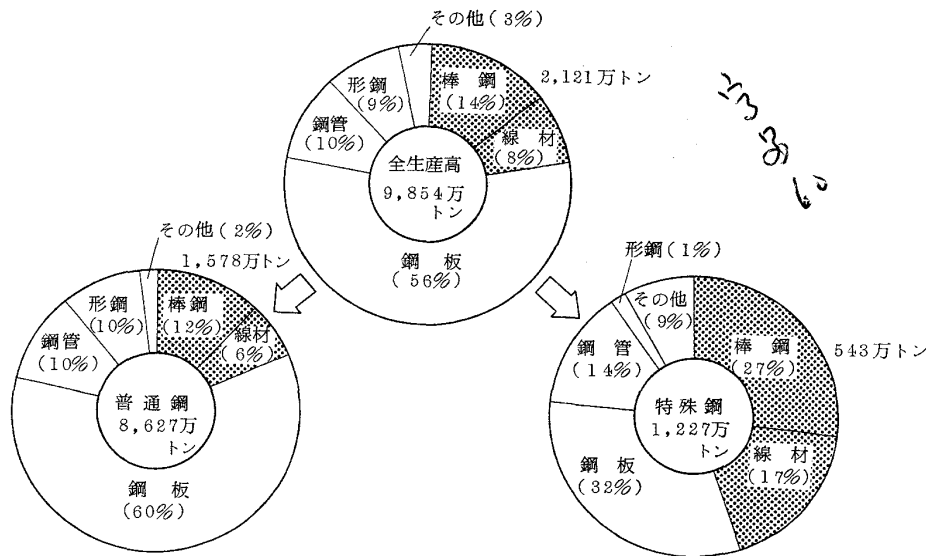 その他(3%)
形鋼
(9%)
棒鋼
(14%)
2,121万トン
鋼管
(10%)
線材
(8%)
全生産高
9,854万
トン
鋼板
(56%)
その他(2%)
1,578万トン
形鋼
(10%)
棒鋼
(12%)
線材
(6%)
鋼管
(10%)
普通鋼
8,627万
トン
鋼板
(60%)
形鋼(1%)
その他
(9%)
棒鋼
(27%)
543万トン
鋼管
(14%)
特殊鋼
1,227万
トン
線材
(17%)
鋼板
(32%)